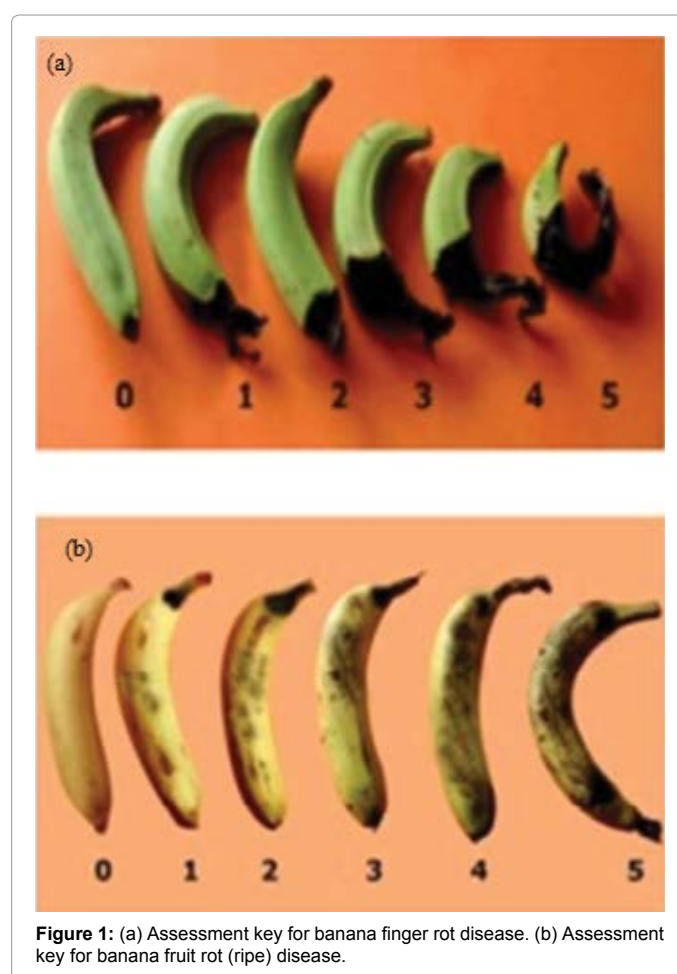 (a)
0 1 2 3 4 5
(b)
0 1 2 3 4 5
Figure 1: (a) Assessment key for banana finger rot disease. (b) Assessment
key for banana fruit rot (ripe) disease.